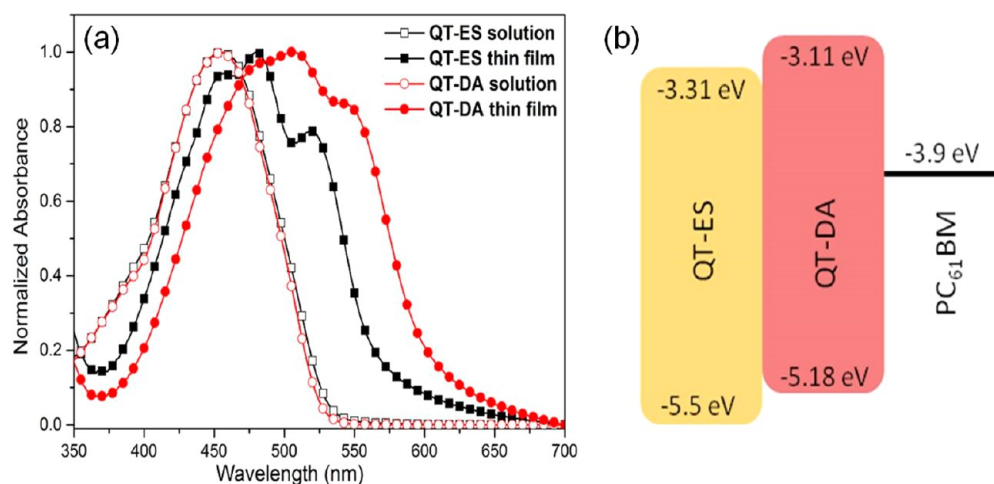 (a)
QT-ES solution
QT-ES thin film
QT-DA solution
QT-DA thin film
Normalized Absorbance
1.0
0.8
0.6
0.4
0.2
0.0
350 400 450 500 550 600 650 700
Wavelength (nm)
(b)
-3.31 eV
QT-ES
-5.5 eV
-3.11 eV
QT-DA
-5.18 eV
-3.9 eV
PC₆₁BM